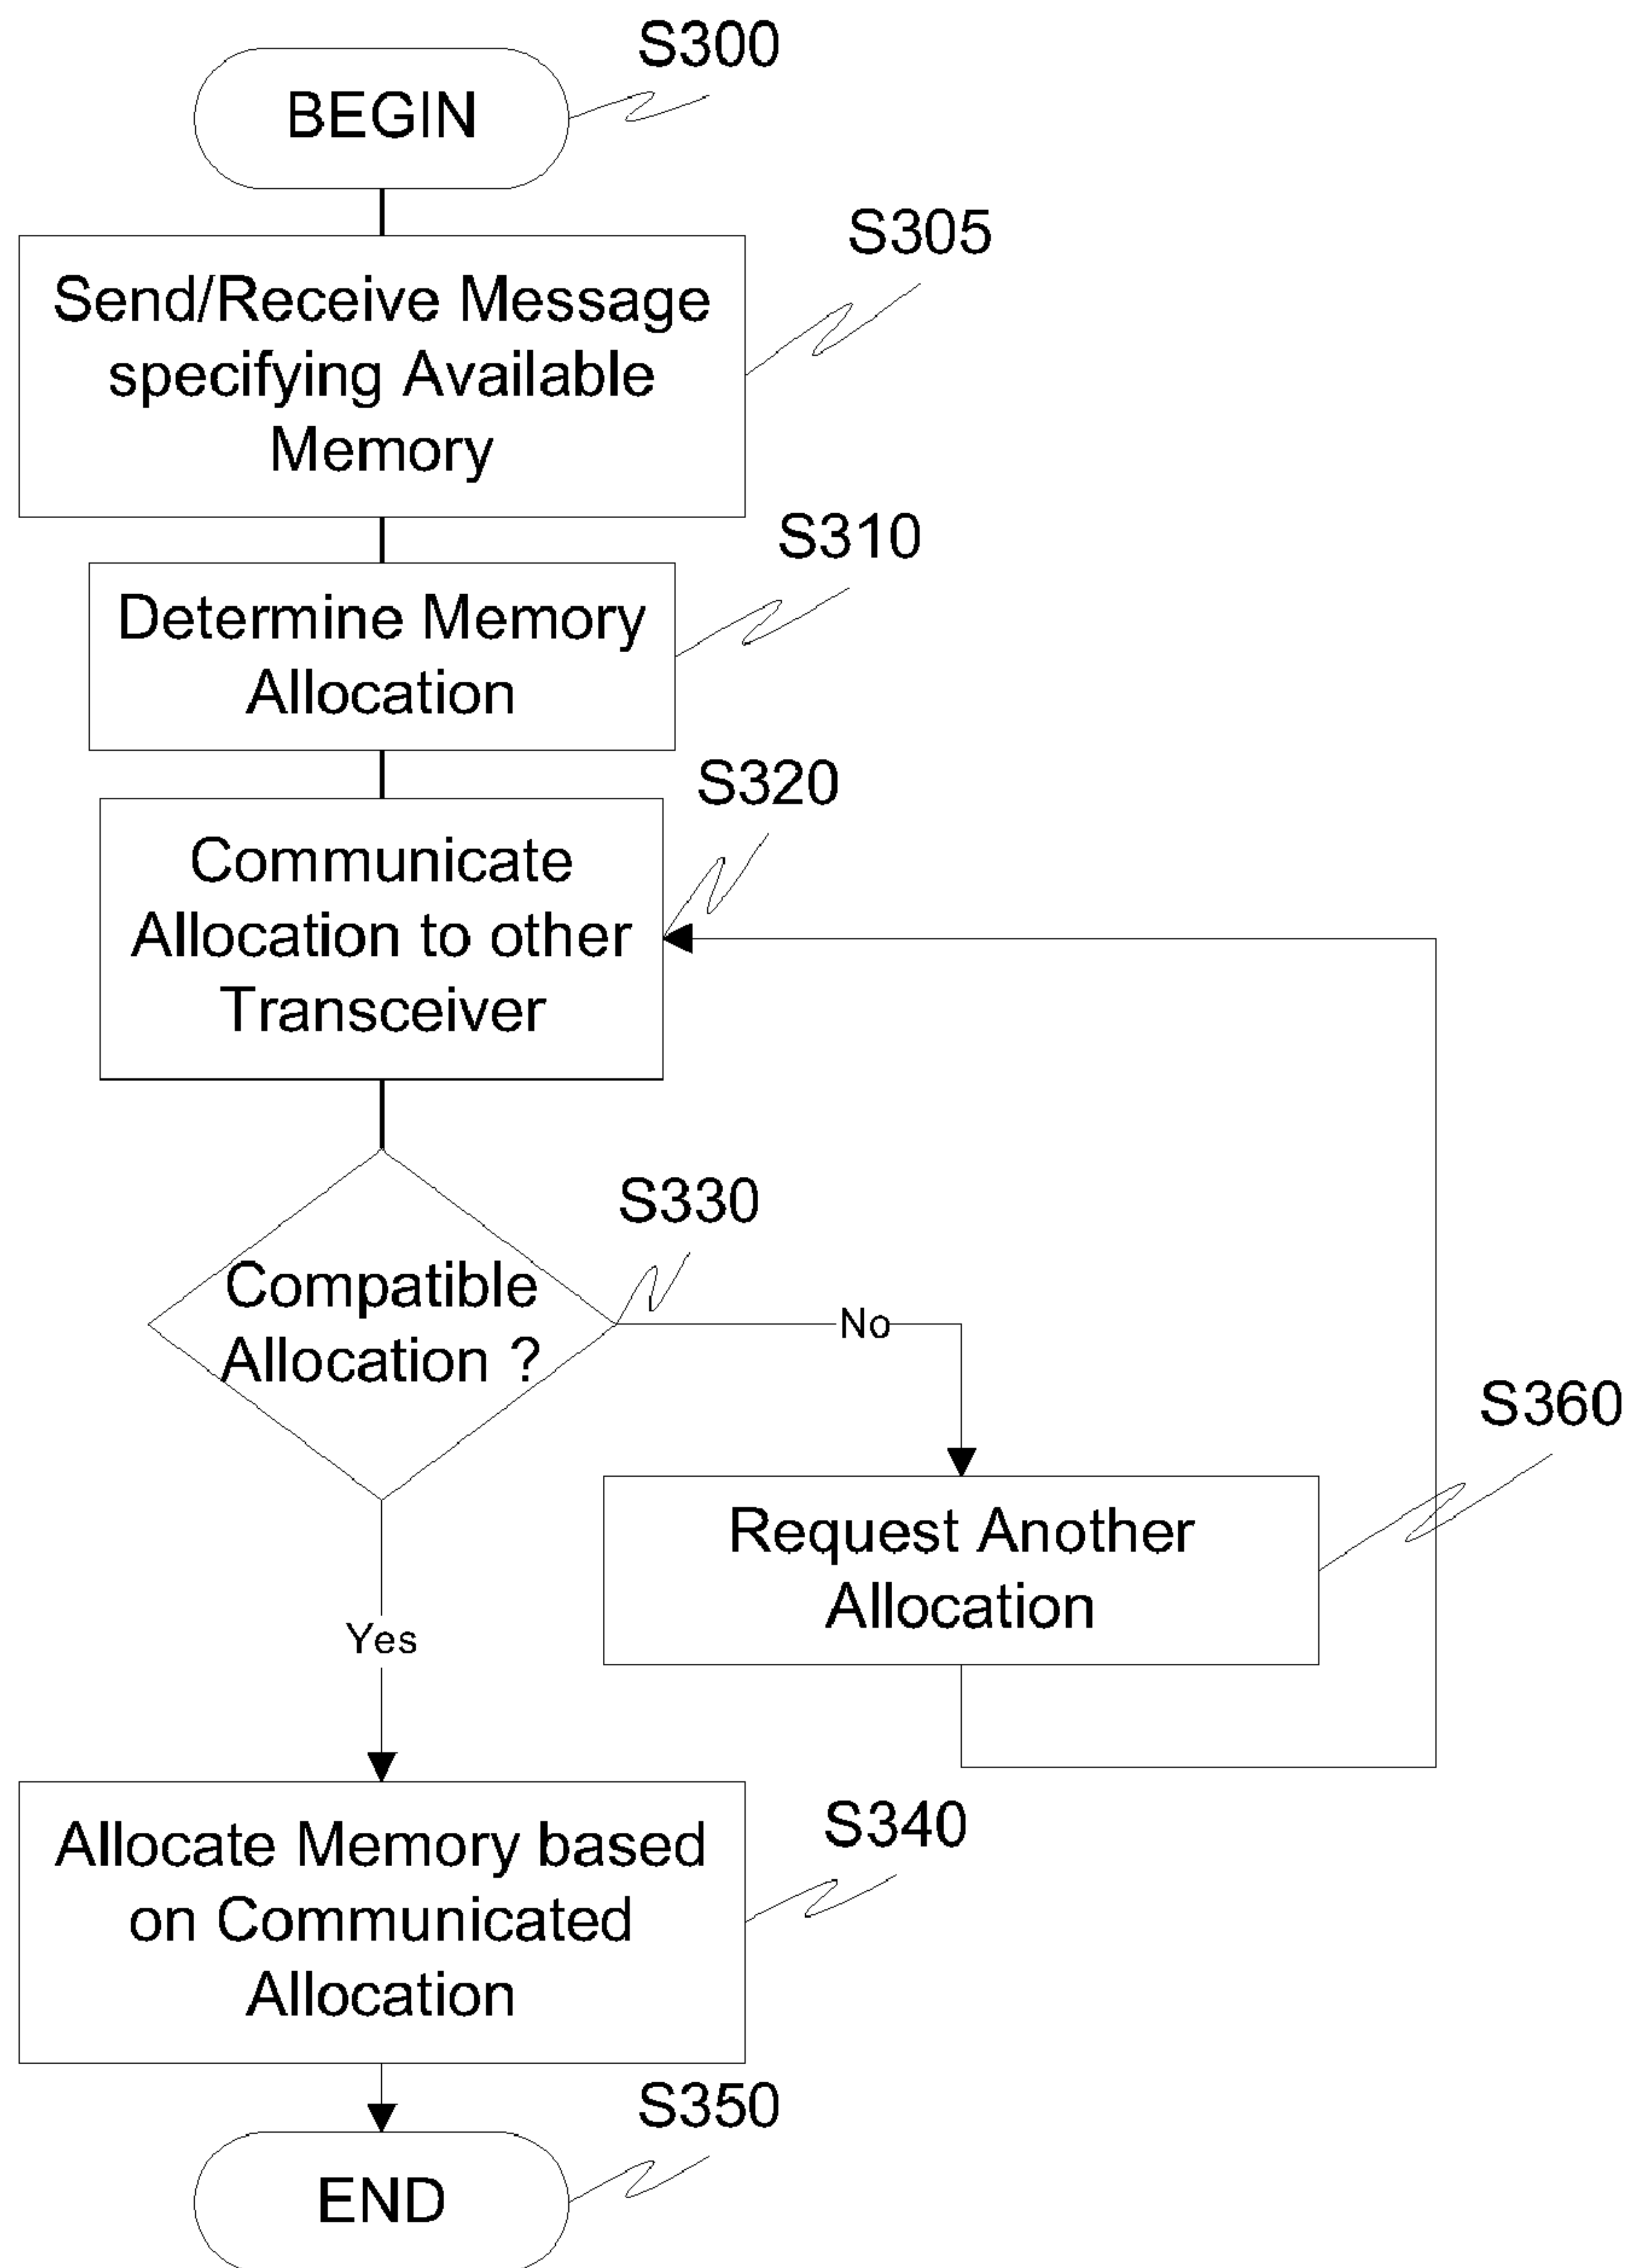 S300
BEGIN
S305
Send/Receive Message
specifying Available
Memory
S310
Determine Memory
Allocation
S320
Communicate
Allocation to other
Transceiver
S330
Compatible
Allocation ?
No
S360
Request Another
Allocation
Yes
S340
Allocate Memory based
on Communicated
Allocation
S350
END